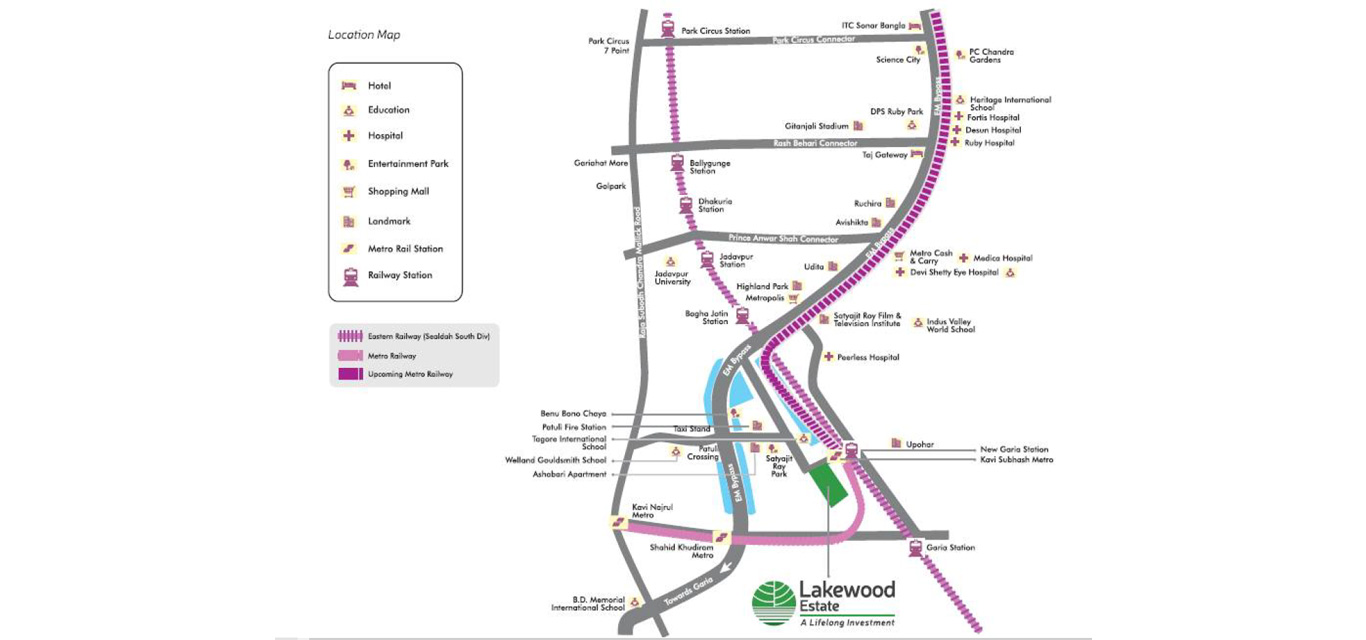 Location Map
Hotel
Education
Hospital
Entertainment Park
Shopping Mall
Landmark
Metro Rail Station
Railway Station
Eastern Railway (Sealdah South Div)
Metro Railway
Upcoming Metro Railway
Park Circus
7 Point
Park Circus Station
Park Circus Connector
ITC Sonar Bangla
Science City
PC Chandra
Gardens
EM Bypass
Heritage International
School
Fortis Hospital
Desun Hospital
Ruby Hospital
DPS Ruby Park
Gitanjali Stadium
Rash Behari Connector
Taj Gateway
Gariahat More
Golpark
Ballygunge
Station
Dhakuria
Station
Ruchira
Avishikta
Prince Anwar Shah Connector
EM Bypass
Raja Subodh Chandra Mallick Road
Jadavpur
Station
Jadavpur
University
Udita
Metro Cash
& Carry
Medica Hospital
Devi Shetty Eye Hospital
Highland Park
Metropolis
Bagha Jatin
Station
Satyajit Roy Film &
Television Institute
Indus Valley
World School
Peerless Hospital
EM Bypass
Benu Bono Chaya
Patuli Fire Station
Taxi Stand
Tagore International
School
Welland Gouldsmith School
Patuli
Crossing
Satyajit
Ray
Park
Ashabari Apartment
EM Bypass
Upohar
New Garia Station
Kavi Subhash Metro
Kavi Najrul
Metro
Shahid Khudiram
Metro
Garia Station
Towards Garia
B.D. Memorial
International School
Lakewood
Estate
A Lifelong Investment